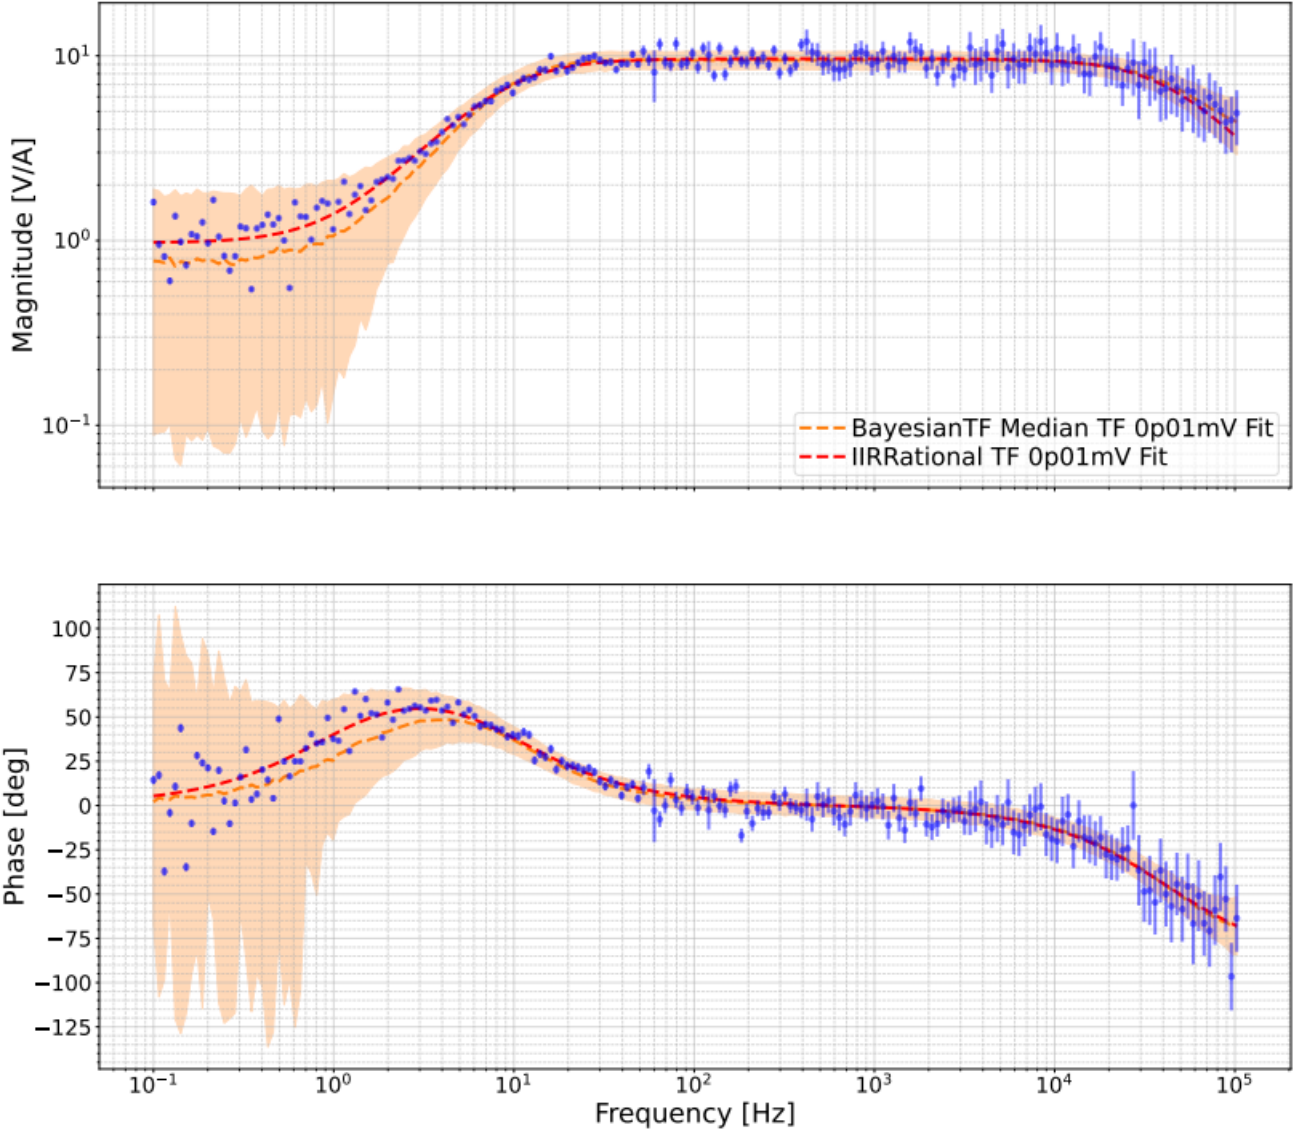 10¹
10⁰
10⁻¹
Magnitude [V/A]
BayesianTF Median TF 0p01mV Fit
IIRRational TF 0p01mV Fit
100
75
50
25
0
−25
−50
−75
−100
−125
Phase [deg]
10⁻¹ 10⁰ 10¹ 10² 10³ 10⁴ 10⁵
Frequency [Hz]